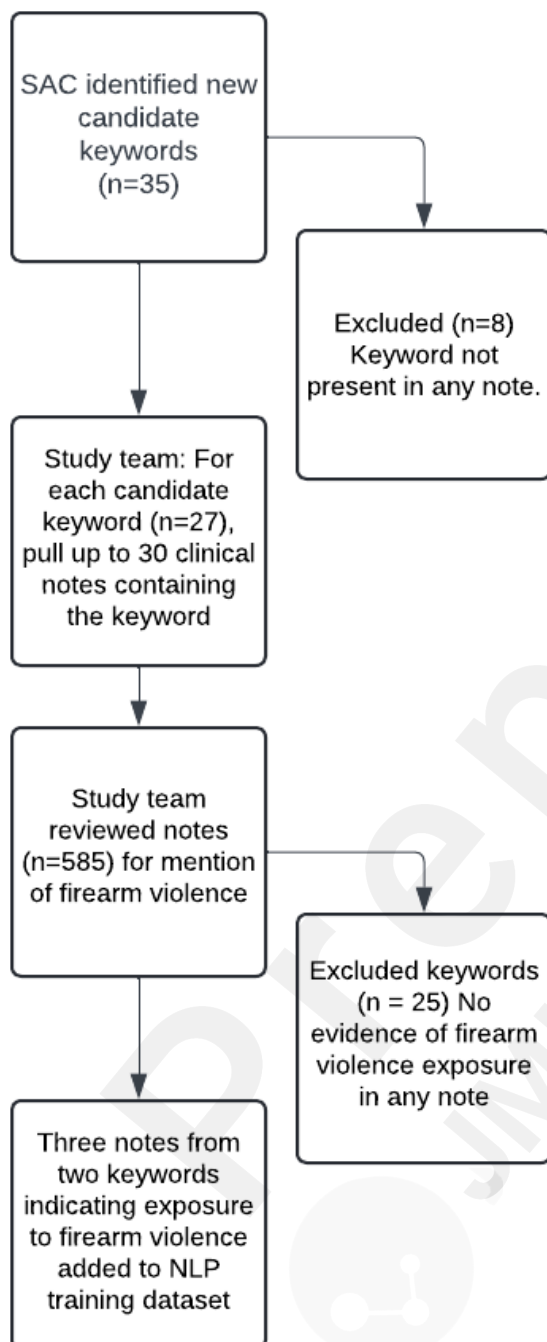 SAC identified new
candidate
keywords
(n=35)
Excluded (n=8)
Keyword not
present in any note.
Study team: For
each candidate
keyword (n=27),
pull up to 30 clinical
notes containing
the keyword
Study team
reviewed notes
(n=585) for mention
of firearm violence
Excluded keywords
(n = 25) No
evidence of firearm
violence exposure
in any note
Three notes from
two keywords
indicating exposure
to firearm violence
added to NLP
training dataset